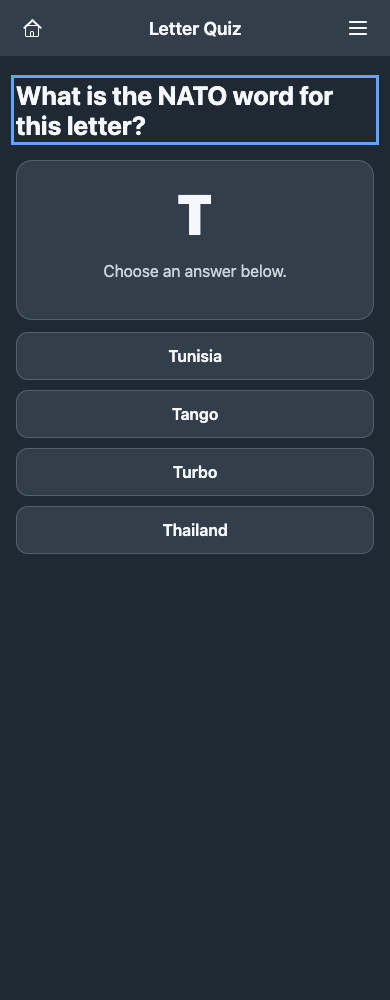 Letter Quiz
What is the NATO word for
this letter?
T
Choose an answer below.
Tunisia
Tango
Turbo
Thailand